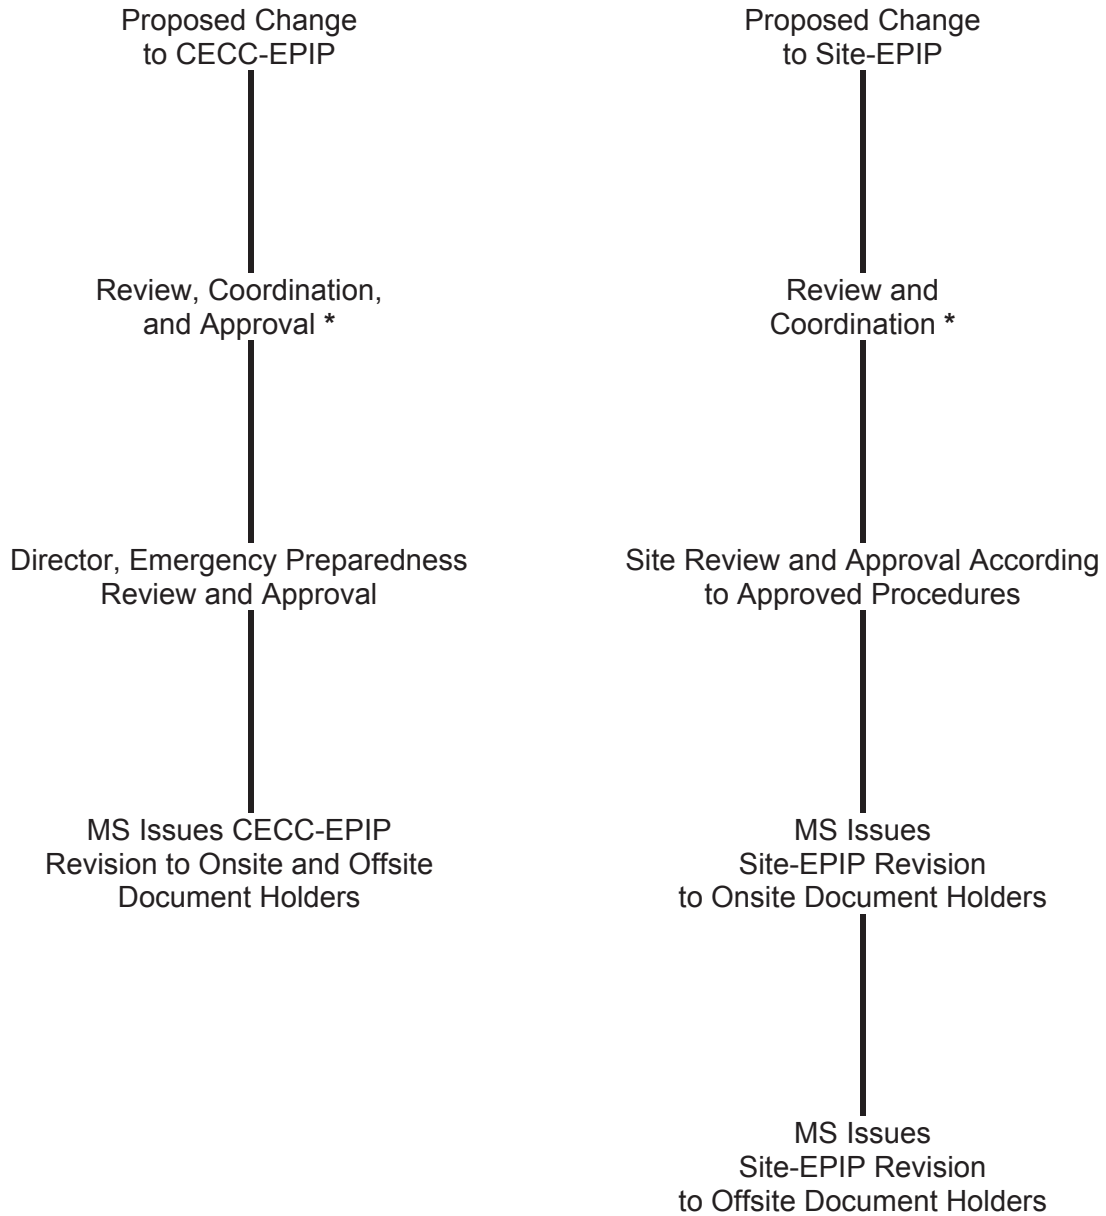 Proposed Change
to CECC-EPIP
Review, Coordination,
and Approval *
Director, Emergency Preparedness
Review and Approval
MS Issues CECC-EPIP
Revision to Onsite and Offsite
Document Holders
Proposed Change
to Site-EPIP
Review and
Coordination *
Site Review and Approval According
to Approved Procedures
MS Issues
Site-EPIP Revision
to Onsite Document Holders
MS Issues
Site-EPIP Revision
to Offsite Document Holders